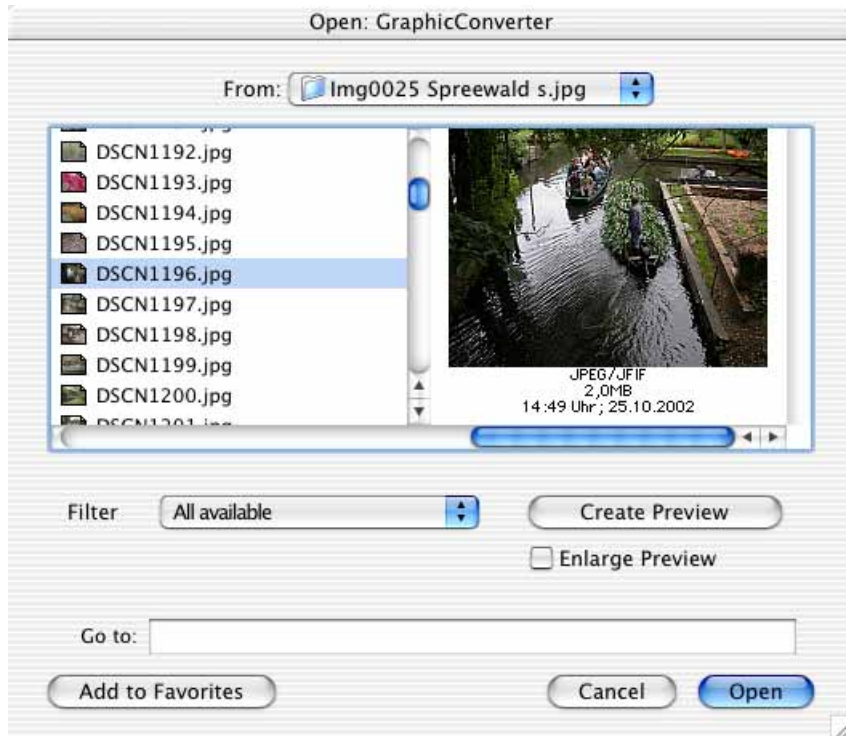 Open: GraphicConverter
From: Img0025 Spreewald s.jpg
DSCN1192.jpg
DSCN1193.jpg
DSCN1194.jpg
DSCN1195.jpg
DSCN1196.jpg
DSCN1197.jpg
DSCN1198.jpg
DSCN1199.jpg
DSCN1200.jpg
DSCN1201.jpg
JPEG/JFIF
2,0MB
14:49 Uhr; 25.10.2002
Filter All available
Create Preview
Enlarge Preview
Go to:
Add to Favorites
Cancel
Open